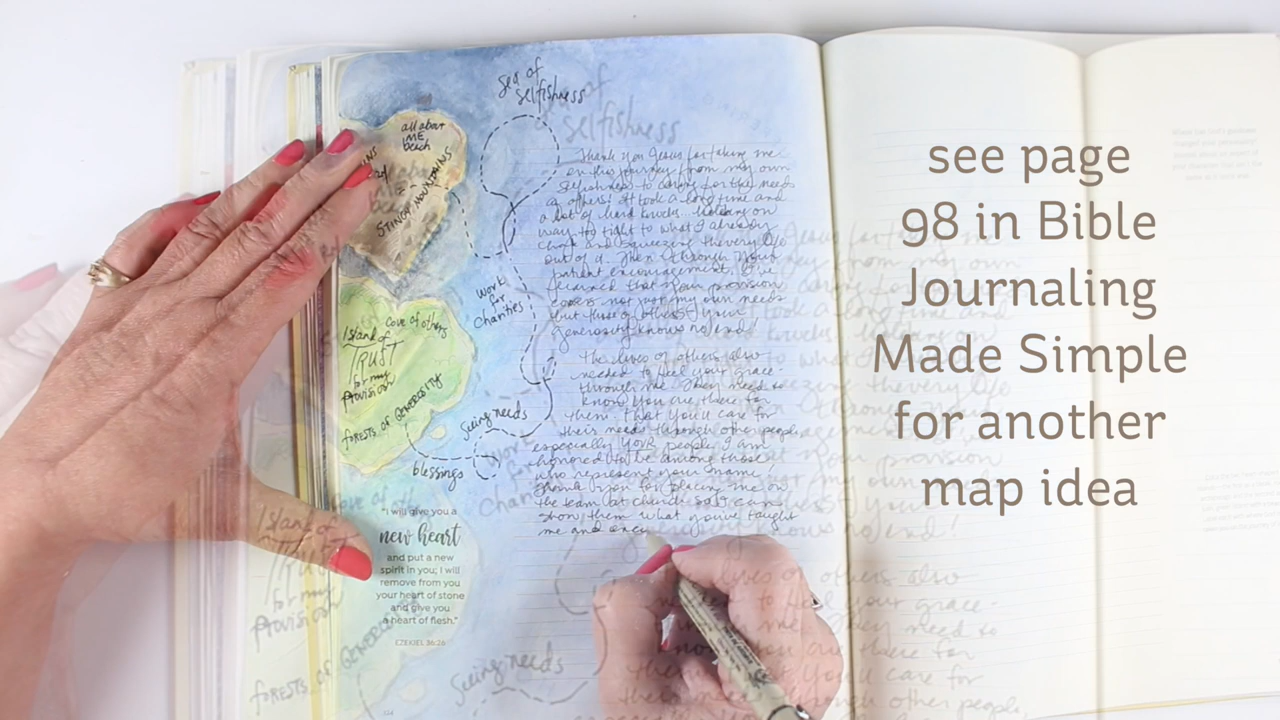 sea of
selfishness
all about
ME
beach
STINGY MOUNTAINS
Thank you Jesus for taking me
on this journey from my own
selfishness to caring for the needs
of others! It took a long time and
a lot of hard knocks. Holding on
way to tight to what I already
out of it. Then through your
patient encouragement, I've
learned that your provision
covers not just my own needs
but those of others! your
generosity knows no end!
Work
for
Charities
Island of
TRUST
for my
Provision
Cove of others
FORESTS OF GENEROSITY
Seeing needs
blessings
The lives of others also
needed to feel your grace-
through me. They need to
know you are there for
them. That you'll care for
their needs through other people,
especially YOUR people. I am
honored to be among those
who represent your name!
Thank you for placing me on
the team at church so I can
show them what you've taught
me and
"I will give you a
new heart
and put a new
spirit in you; I will
remove from you
your heart of stone
and give you
a heart of flesh."
EZEKIEL 36:26
see page
98 in Bible
Journaling
Made Simple
for another
map idea